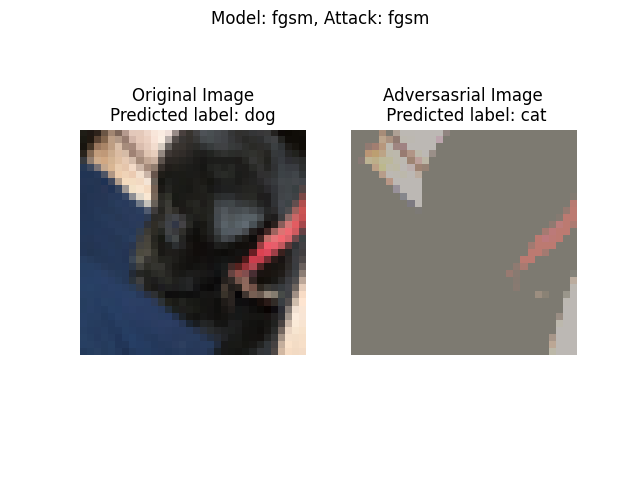 Model: fgsm, Attack: fgsm
Original Image
Predicted label: dog
Adversasrial Image
Predicted label: cat